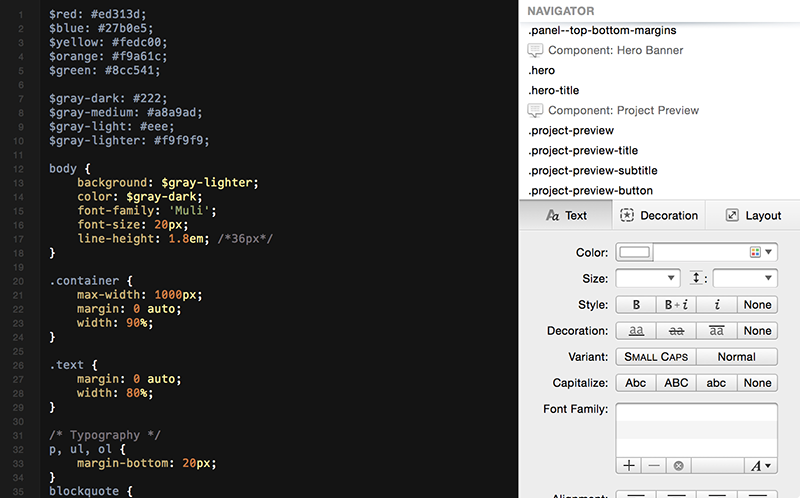 1 $red: #ed313d;
2 $blue: #27b0e5;
3 $yellow: #fedc00;
4 $orange: #f9a61c;
5 $green: #8cc541;
6
7 $gray-dark: #222;
8 $gray-medium: #a8a9ad;
9 $gray-light: #eee;
10 $gray-lighter: #f9f9f9;
11
12 body {
13 background: $gray-lighter;
14 color: $gray-dark;
15 font-family: 'Muli';
16 font-size: 20px;
17 line-height: 1.8em; /*36px*/
18 }
19
20 .container {
21 max-width: 1000px;
22 margin: 0 auto;
23 width: 90%;
24 }
25
26 .text {
27 margin: 0 auto;
28 width: 80%;
29 }
30
31 /* Typography */
32 p, ul, ol {
33 margin-bottom: 20px;
34 }
35 blockquote {
NAVIGATOR
.panel--top-bottom-margins
Component: Hero Banner
.hero
.hero-title
Component: Project Preview
.project-preview
.project-preview-title
.project-preview-subtitle
.project-preview-button
Aa Text Decoration Layout
Color:
Size: :
Style: B B+i i None
Decoration: aa aa aa None
Variant: SMALL CAPS Normal
Capitalize: Abc ABC abc None
Font Family:
A
Alignment: